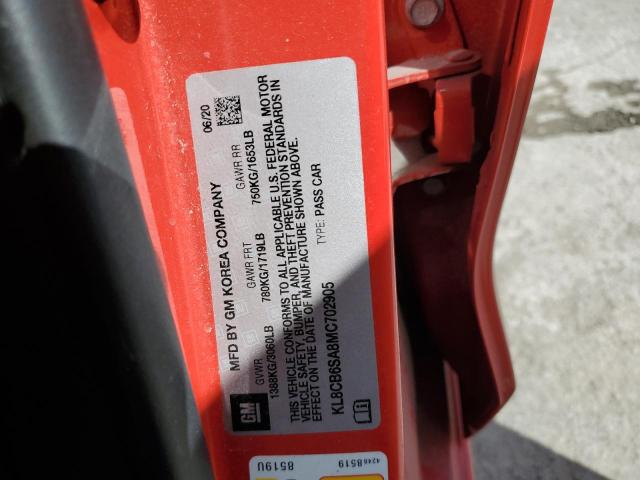 MFD BY GM KOREA COMPANY 06/20
GVWR GAWR FRT GAWR RR
1388KG/3060LB 780KG/1719LB 750KG/1653LB
THIS VEHICLE CONFORMS TO ALL APPLICABLE U.S. FEDERAL MOTOR
VEHICLE SAFETY, BUMPER, AND THEFT PREVENTION STANDARDS IN
EFFECT ON THE DATE OF MANUFACTURE SHOWN ABOVE.
KL8CB6SA8MC702905 TYPE: PASS CAR
GM
42468519
8519U